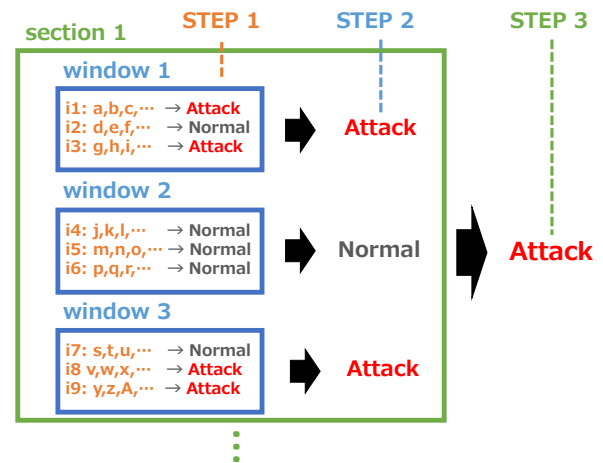 STEP 1
STEP 2
STEP 3
section 1
window 1
i1: a,b,c,… → Attack
i2: d,e,f,… → Normal
i3: g,h,i,… → Attack
Attack
window 2
i4: j,k,l,… → Normal
i5: m,n,o,… → Normal
i6: p,q,r,… → Normal
Normal
Attack
window 3
i7: s,t,u,… → Normal
i8 v,w,x,… → Attack
i9: y,z,A,… → Attack
Attack